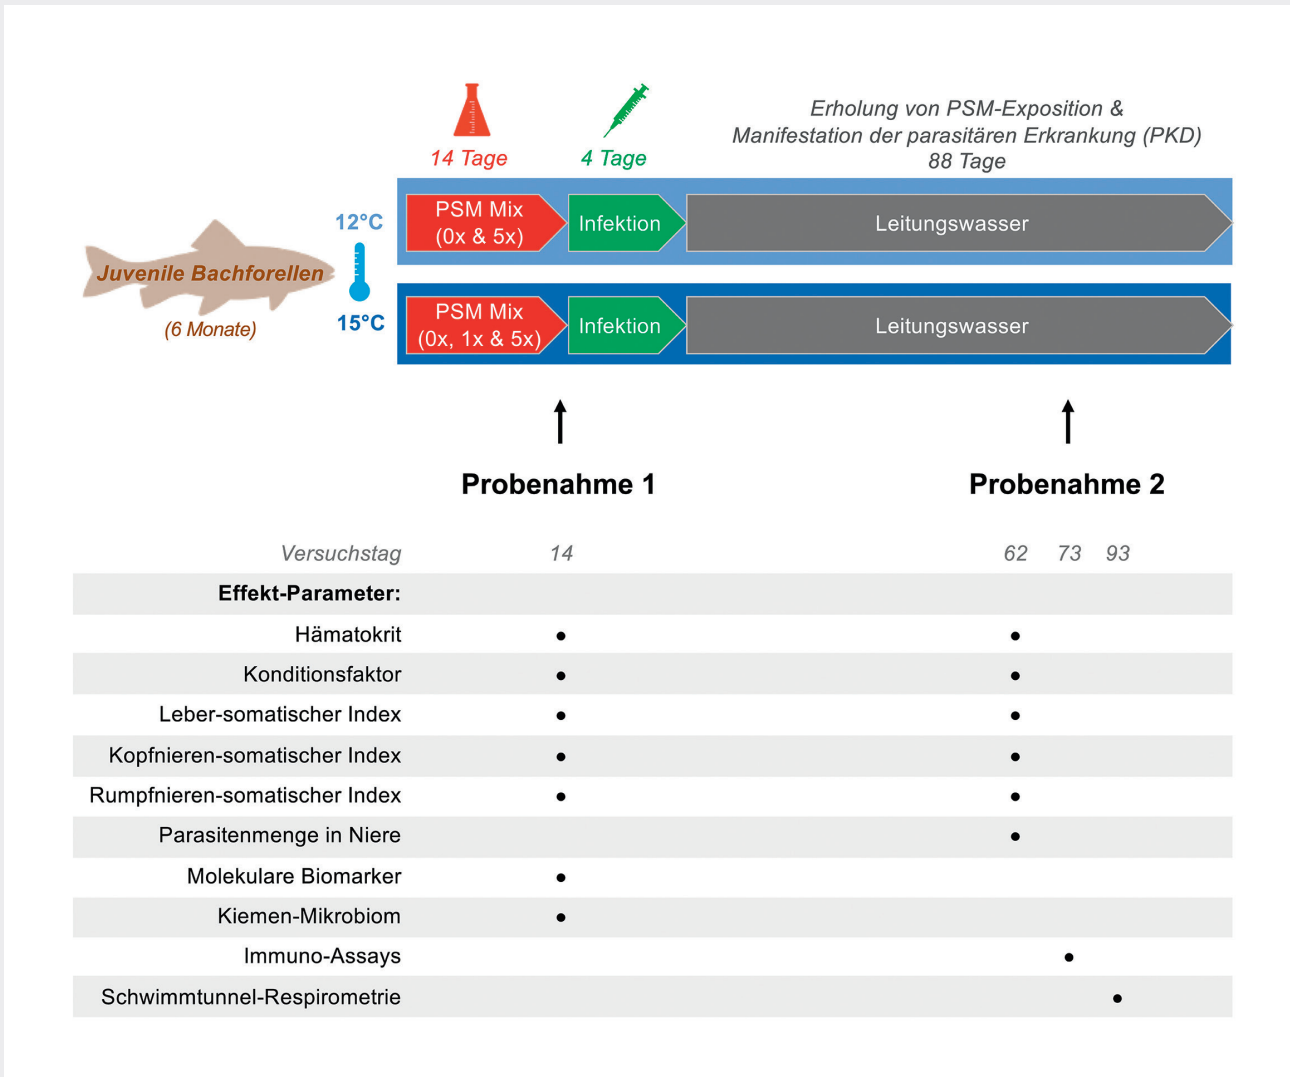 Erholung von PSM-Exposition &
Manifestation der parasitären Erkrankung (PKD)
14 Tage
4 Tage
88 Tage
12°C
PSM Mix
(0x & 5x)
Infektion
Leitungswasser
Juvenile Bachforellen
(6 Monate)
15°C
PSM Mix
(0x, 1x & 5x)
Infektion
Leitungswasser
Probenahme 1
Probenahme 2
Versuchstag 14 62 73 93
Effekt-Parameter:
Hämatokrit • •
Konditionsfaktor • •
Leber-somatischer Index • •
Kopfnieren-somatischer Index • •
Rumpfnieren-somatischer Index • •
Parasitenmenge in Niere •
Molekulare Biomarker •
Kiemen-Mikrobiom •
Immuno-Assays •
Schwimmtunnel-Respirometrie •